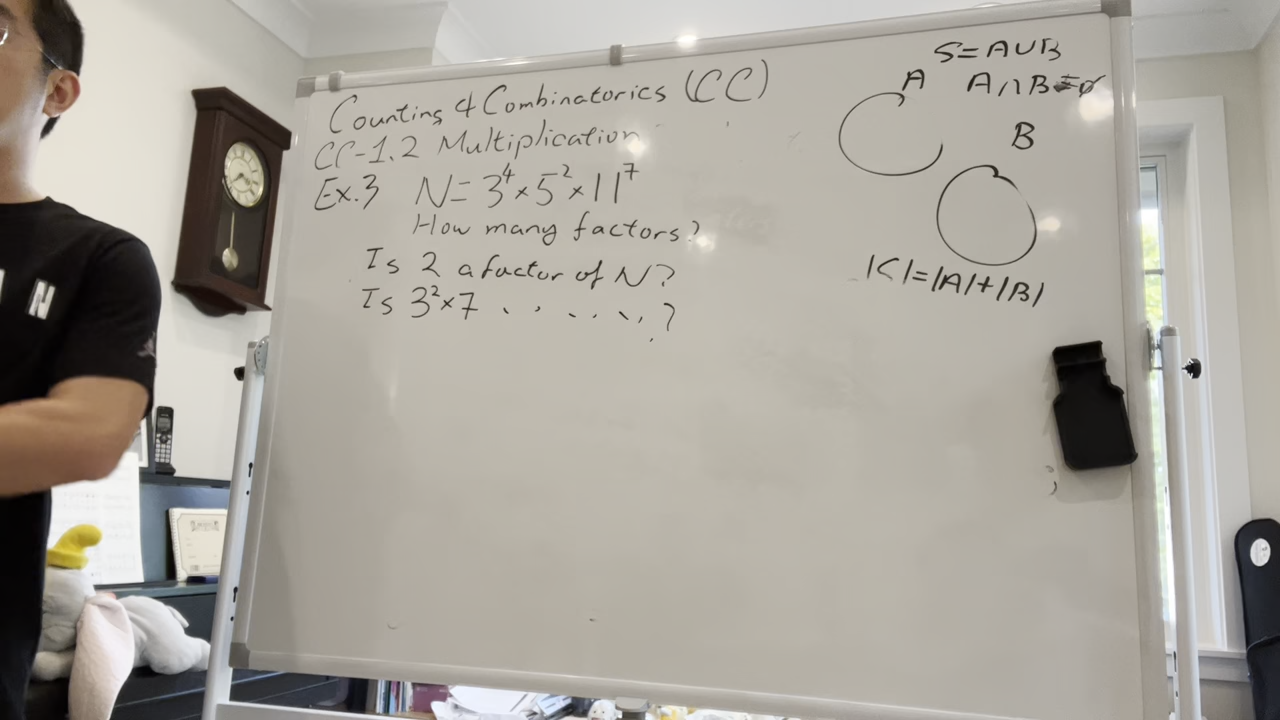 Counting & Combinatorics (CC)
CC-1.2 Multiplication
Ex.3 N=3⁴×5²×11⁷
How many factors?
Is 2 a factor of N?
Is 3²×7 . . . . . . ?
S=A∪B
A∩B=∅
A
B
|S|=|A|+|B|
N